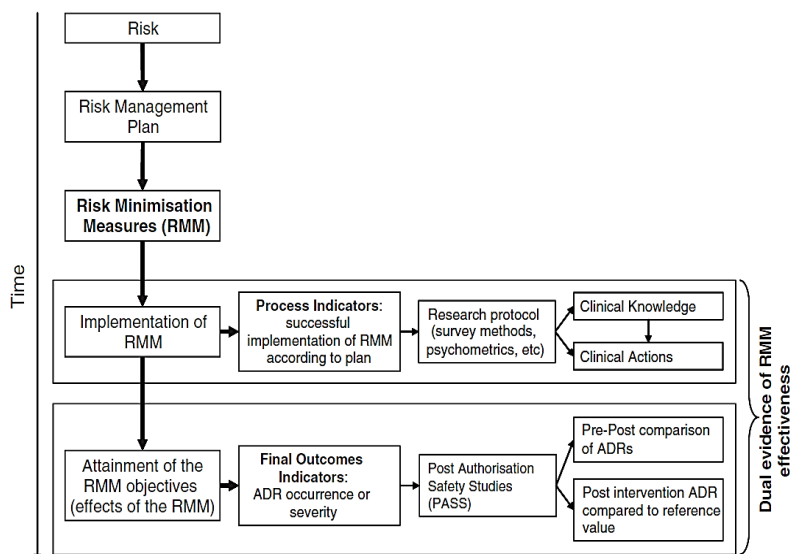 Risk
Risk Management
Plan
Risk Minimisation
Measures (RMM)
Time
Implementation of
RMM
Process Indicators:
successful
implementation of RMM
according to plan
Research protocol
(survey methods,
psychometrics, etc)
Clinical Knowledge
Clinical Actions
Attainment of the
RMM objectives
(effects of the RMM)
Final Outcomes
Indicators:
ADR occurrence or
severity
Post Authorisation
Safety Studies
(PASS)
Pre-Post comparison
of ADRs
Post intervention ADR
compared to reference
value
Dual evidence of RMM
effectiveness